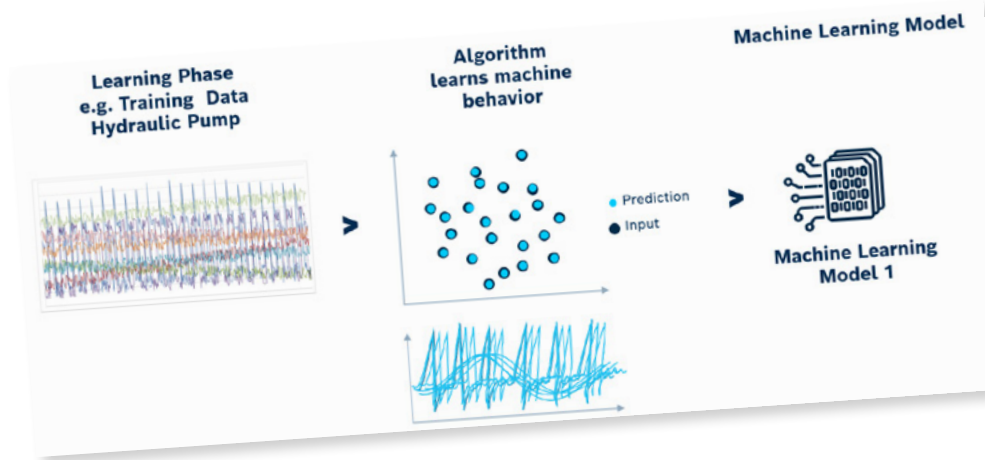 Learning Phase
e.g. Training Data
Hydraulic Pump
Algorithm
learns machine
behavior
Prediction
Input
Machine Learning Model
Machine Learning
Model 1